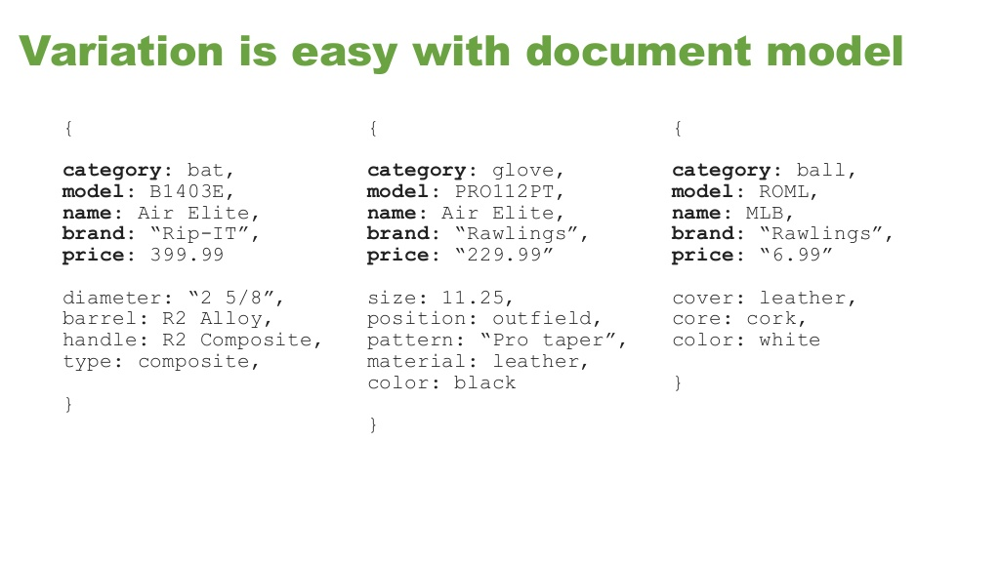 Variation is easy with document model
{
category: bat,
model: B1403E,
name: Air Elite,
brand: “Rip-IT”,
price: 399.99
diameter: “2 5/8”,
barrel: R2 Alloy,
handle: R2 Composite,
type: composite,
}
{
category: glove,
model: PRO112PT,
name: Air Elite,
brand: “Rawlings”,
price: “229.99”
size: 11.25,
position: outfield,
pattern: “Pro taper”,
material: leather,
color: black
}
{
category: ball,
model: ROML,
name: MLB,
brand: “Rawlings”,
price: “6.99”
cover: leather,
core: cork,
color: white
}